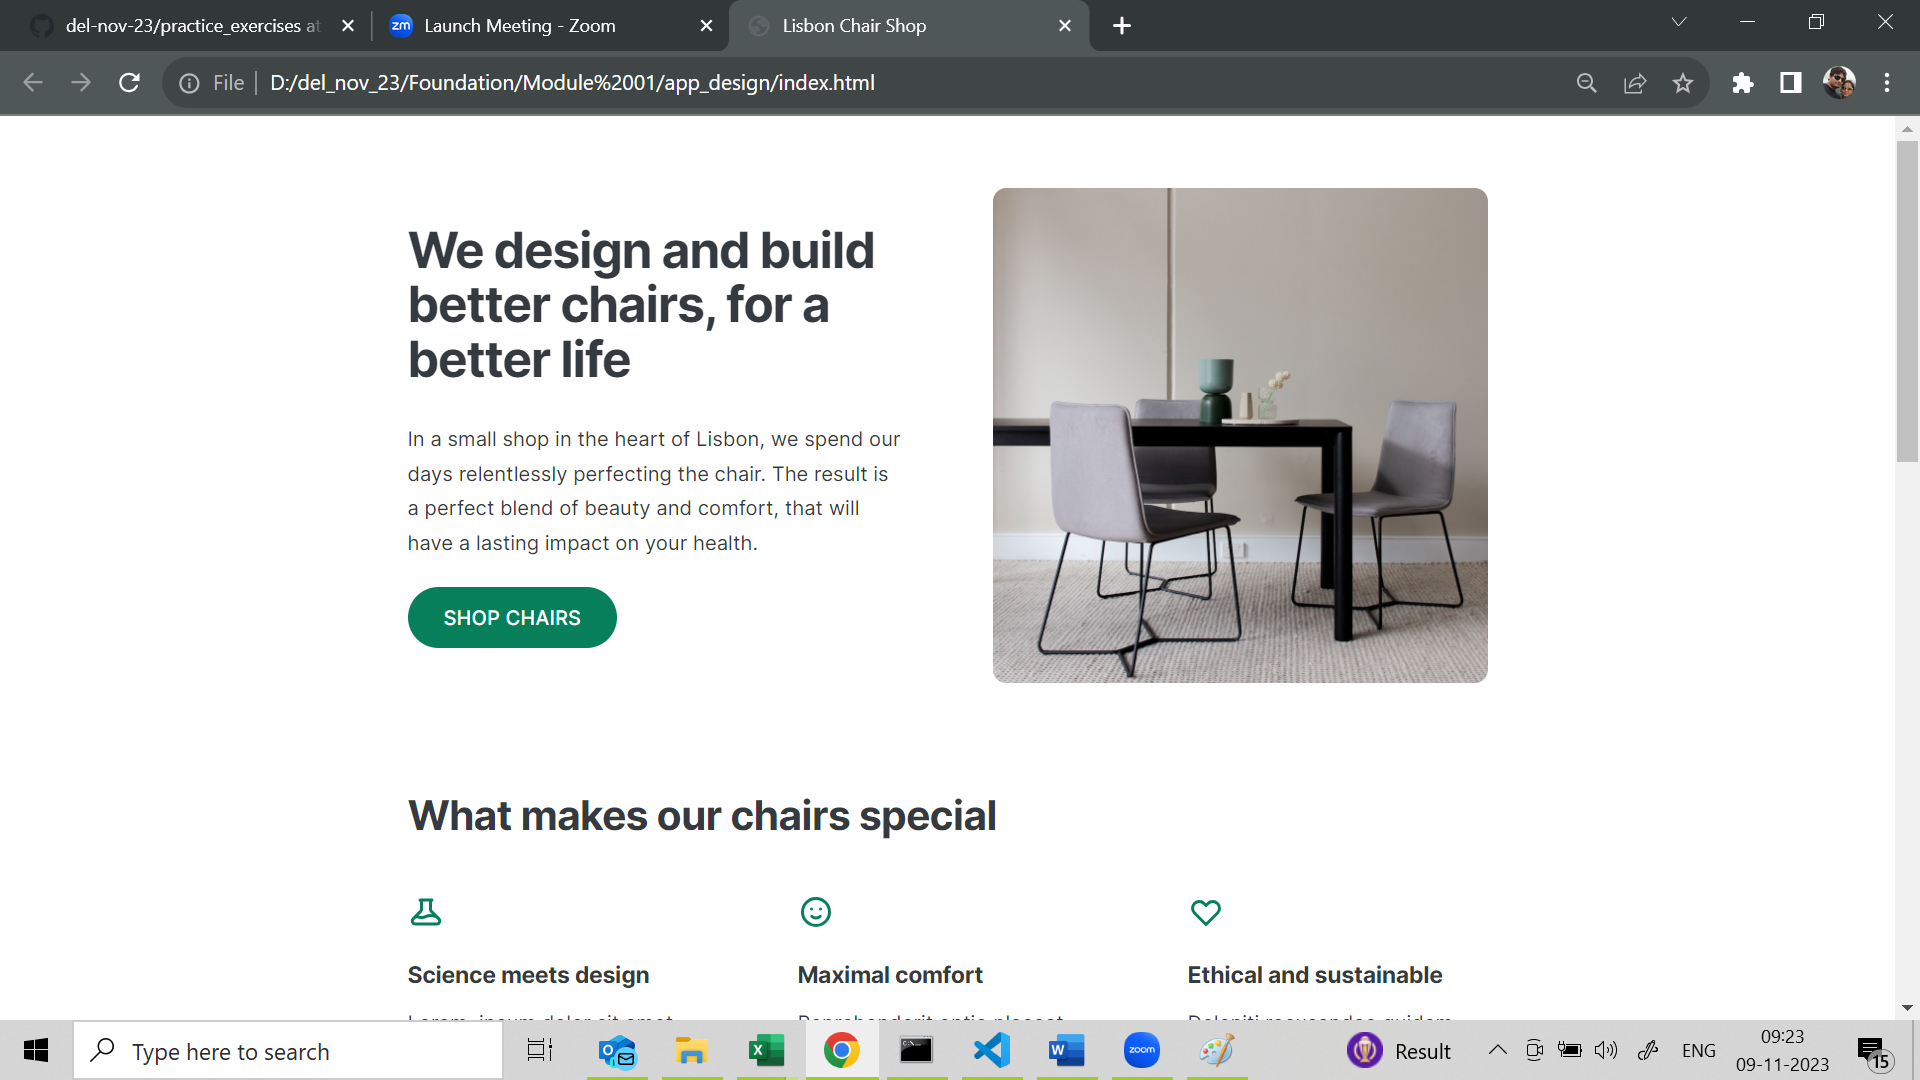 del-nov-23/practice_exercises at
Launch Meeting - Zoom
Lisbon Chair Shop
File
D:/del_nov_23/Foundation/Module%2001/app_design/index.html
We design and build
better chairs, for a
better life
In a small shop in the heart of Lisbon, we spend our
days relentlessly perfecting the chair. The result is
a perfect blend of beauty and comfort, that will
have a lasting impact on your health.
SHOP CHAIRS
What makes our chairs special
Science meets design
Maximal comfort
Ethical and sustainable
Type here to search
zoom
Result
ENG
09:23
09-11-2023
15